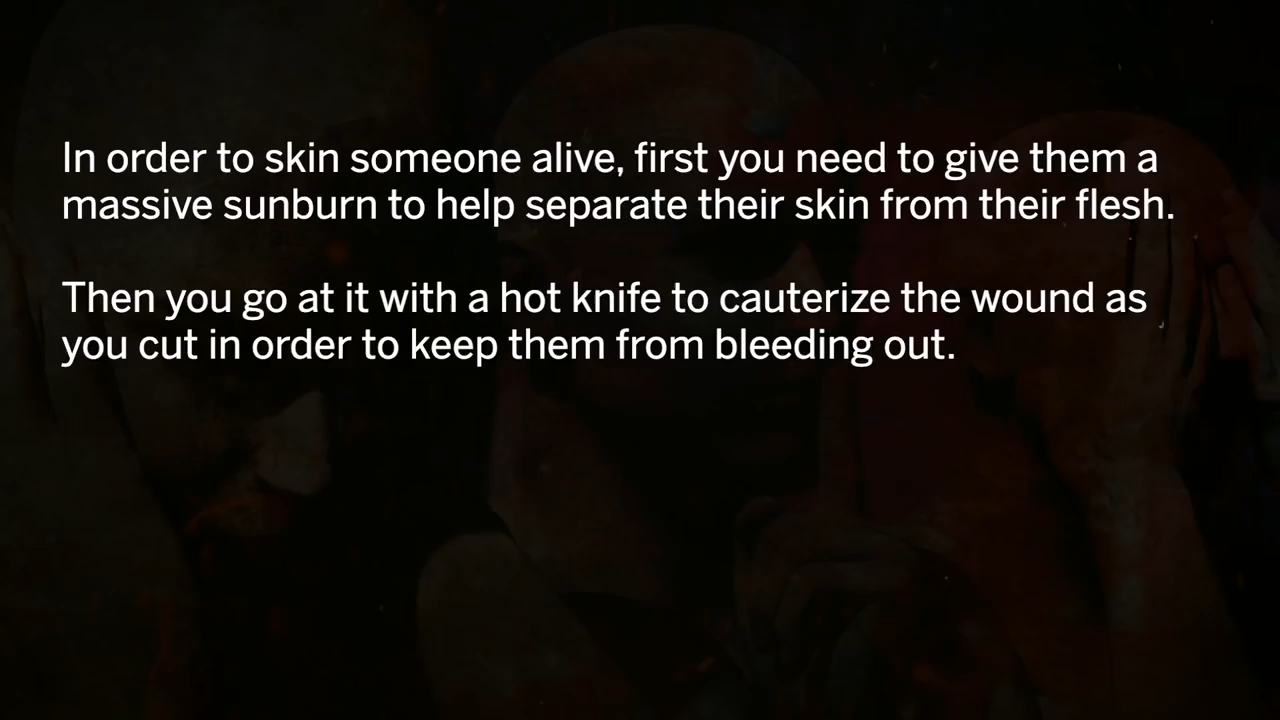 In order to skin someone alive, first you need to give them a
massive sunburn to help separate their skin from their flesh.
Then you go at it with a hot knife to cauterize the wound as
you cut in order to keep them from bleeding out.